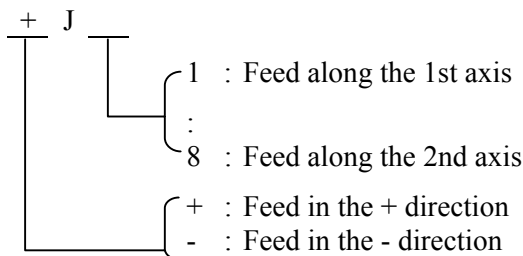 + J
1 : Feed along the 1st axis
:
8 : Feed along the 2nd axis
+ : Feed in the + direction
- : Feed in the - direction